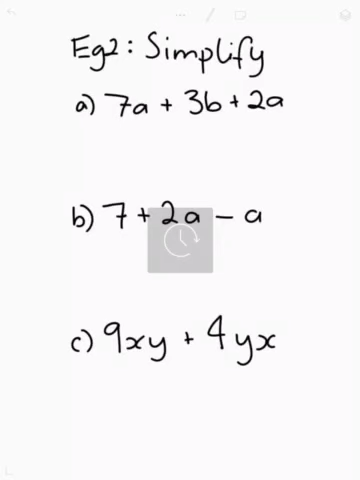 Eg2: Simplify
a) 7a + 3b + 2a
b) 7 + 2a - a
c) 9xy + 4yx